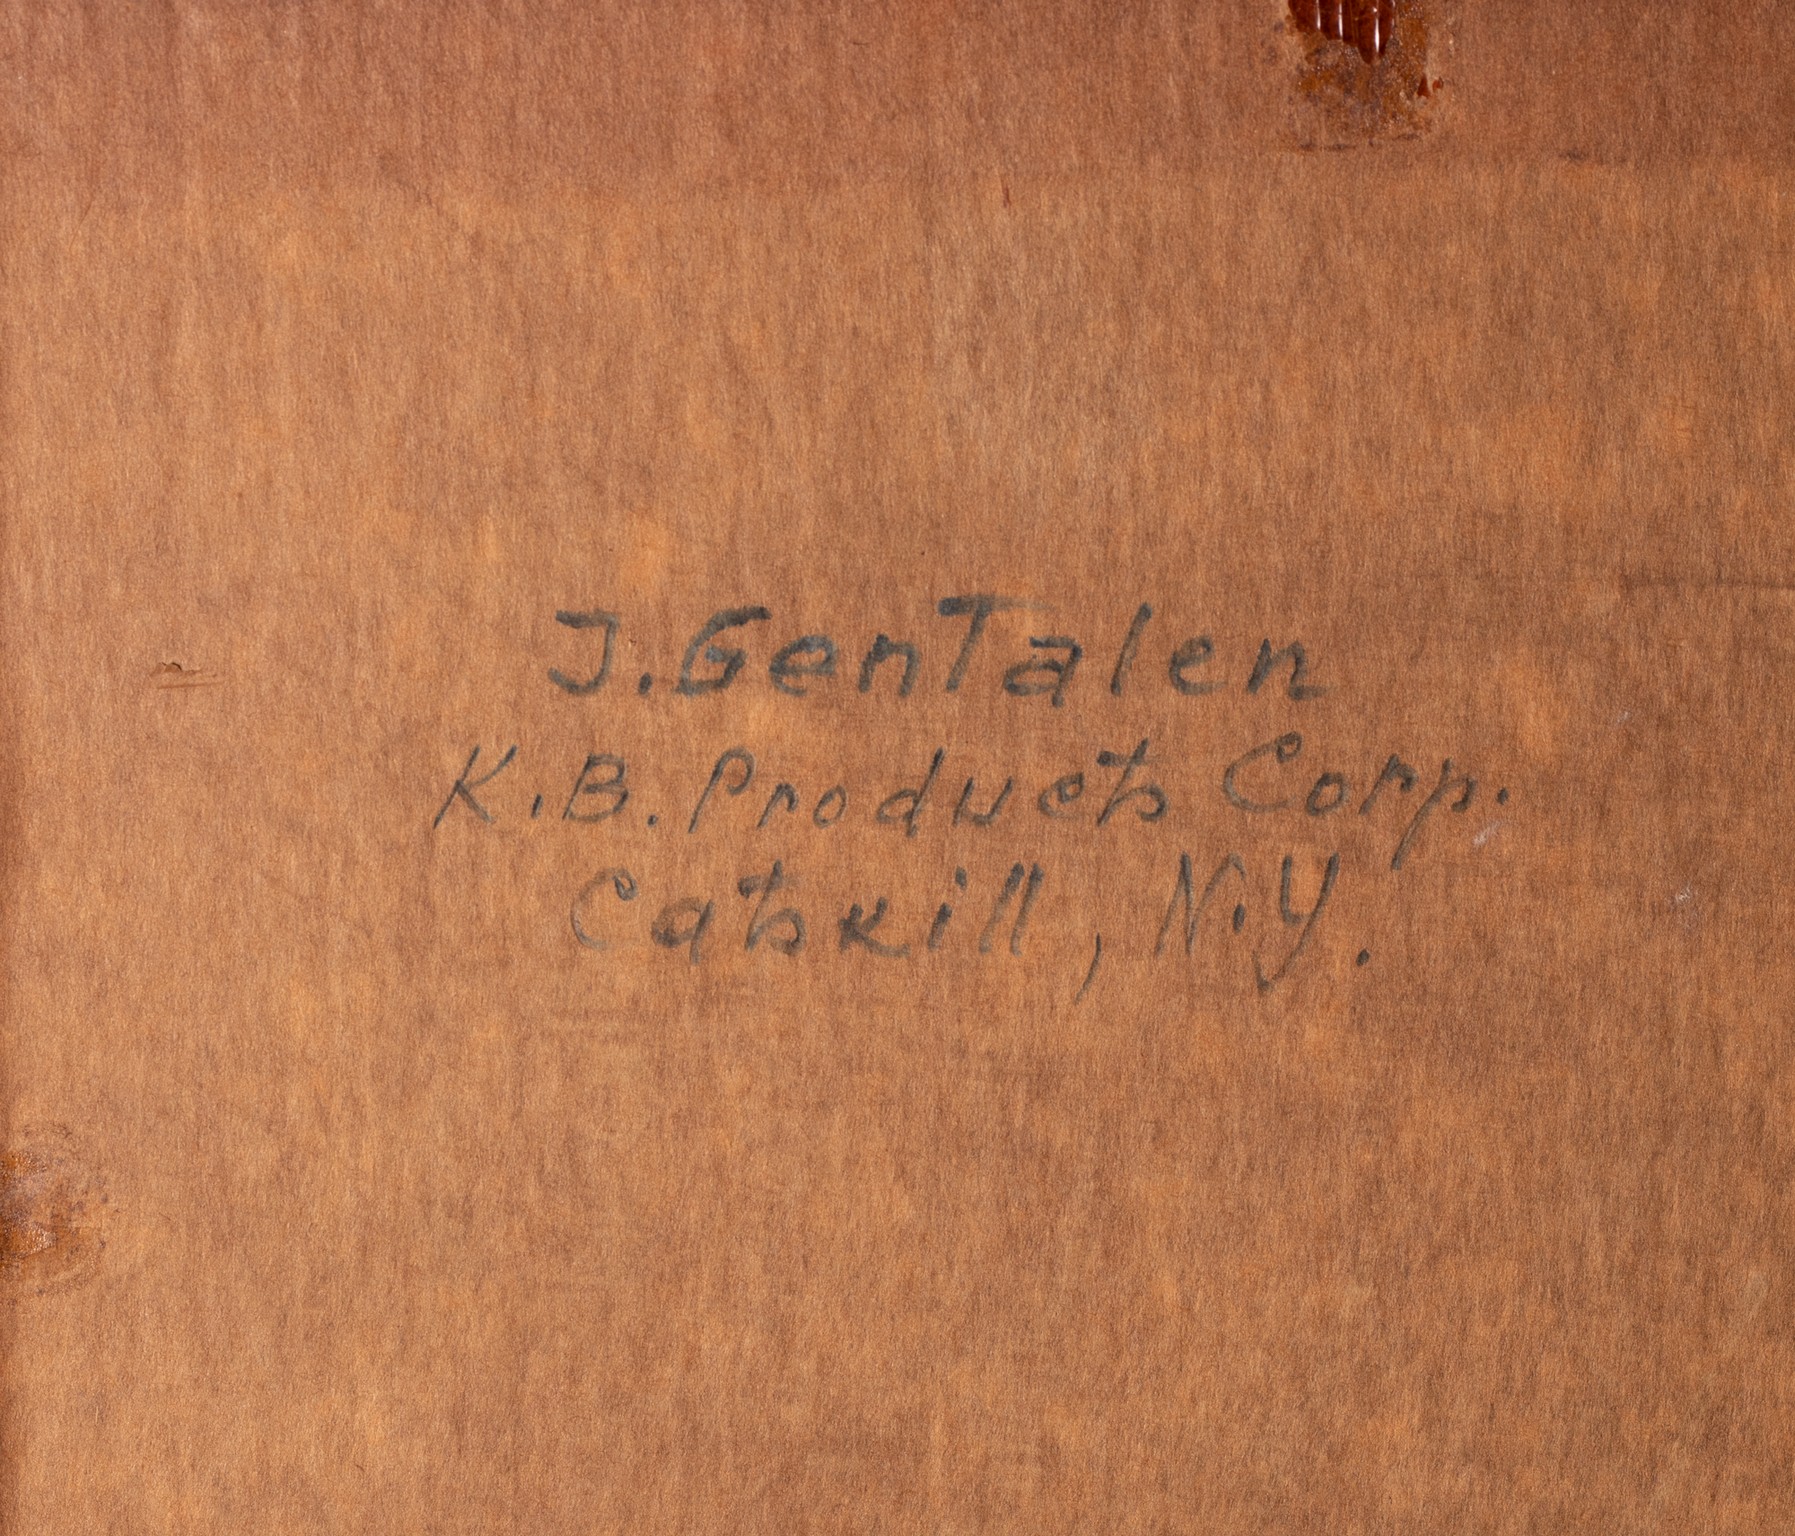 J. GenTalen
K.B. Products Corp.
Catskill, N.Y.